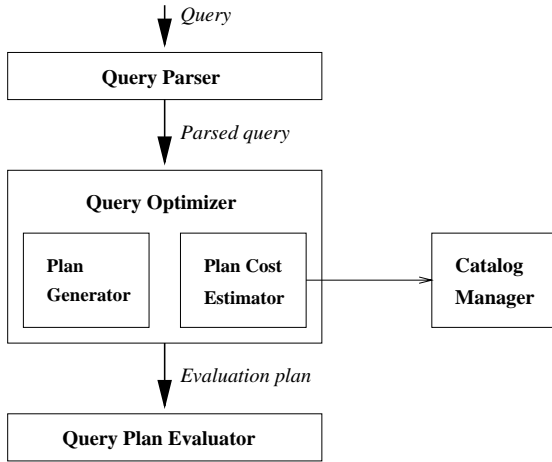 Query
Query Parser
Parsed query
Query Optimizer
Plan
Generator
Plan Cost
Estimator
Catalog
Manager
Evaluation plan
Query Plan Evaluator